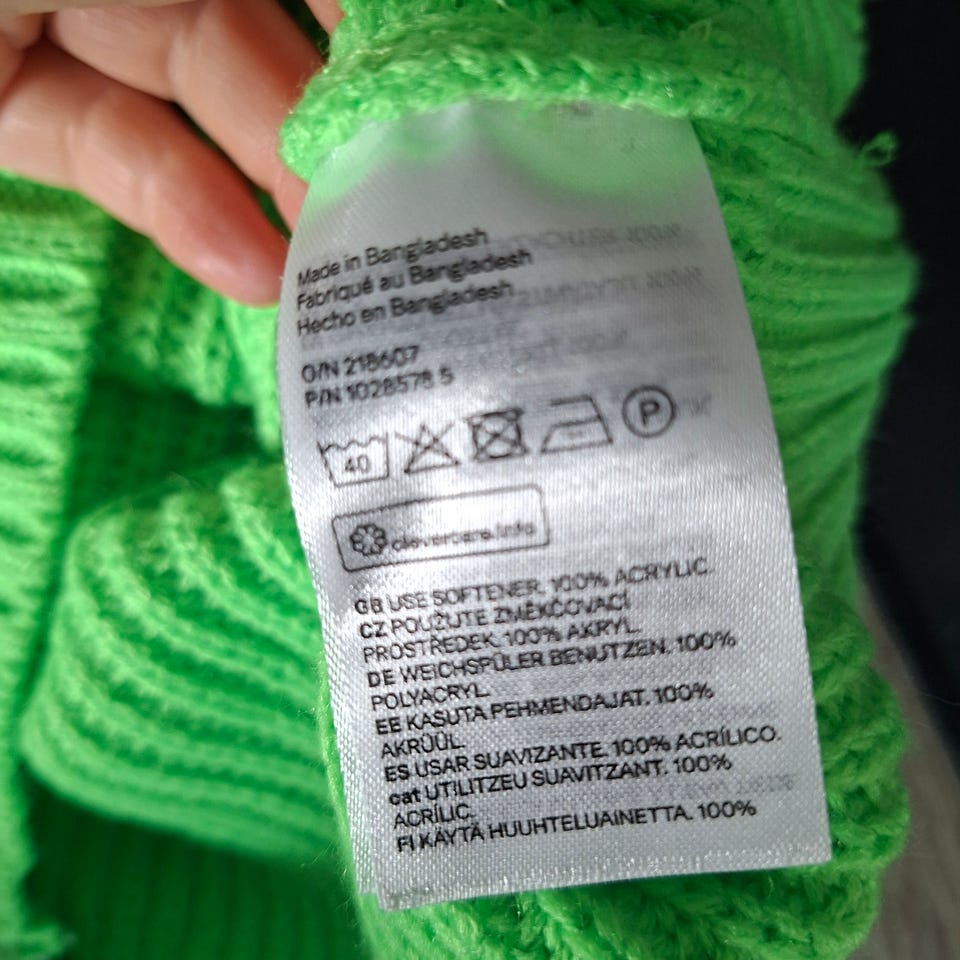 Made in Bangladesh
Fabriqué au Bangladesh
Hecho en Bangladesh
O/N 218607
P/N 1028578.5
40
P
clevercare.info
GB USE SOFTENER. 100% ACRYLIC.
CZ POUŽIJTE ZMĚKČOVACÍ
PROSTŘEDEK. 100% AKRYL.
DE WEICHSPÜLER BENUTZEN. 100%
POLYACRYL.
EE KASUTA PEHMENDAJAT. 100%
AKRÜÜL.
ES USAR SUAVIZANTE. 100% ACRÍLICO.
cat UTILITZEU SUAVITZANT. 100%
ACRÍLIC.
FI KÄYTÄ HUUHTELUAINETTA. 100%